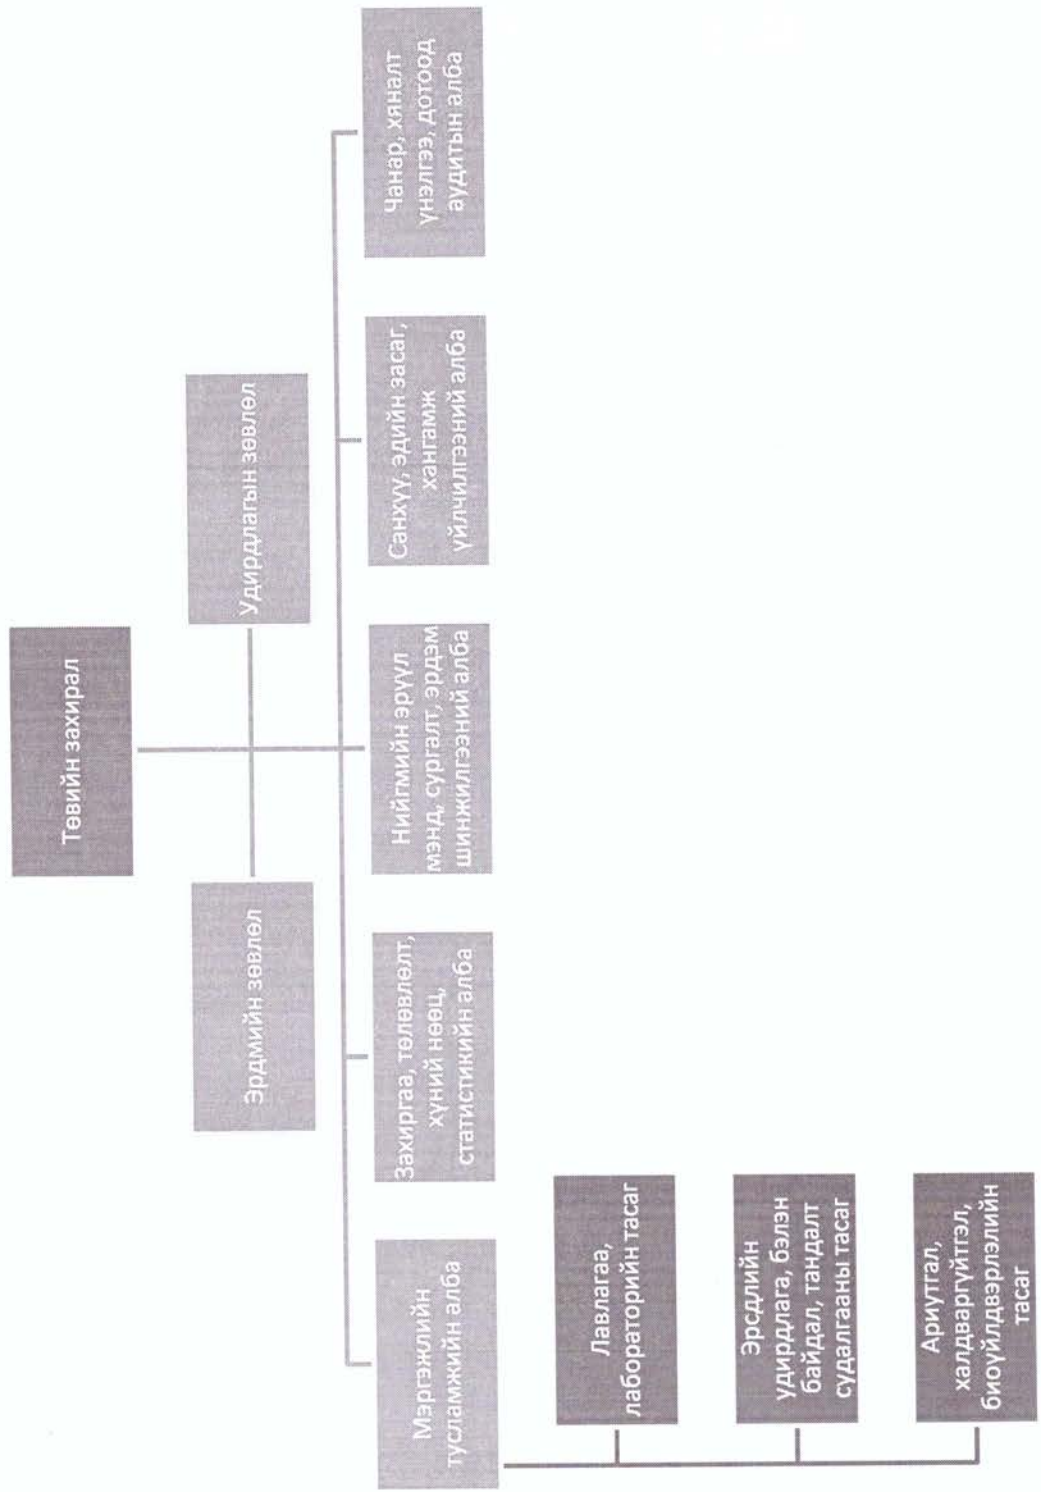 Төвийн захирал
Эрдмийн зөвлөл
Удирдлагын зөвлөл
Мэргэжлийн
тусламжийн алба
Захиргаа, төлөвлөлт,
хүний нөөц,
статистикийн алба
Нийгмийн эрүүл
мэнд, сургалт, эрдэм
шинжилгээний алба
Санхүү, эдийн засаг,
хангамж
үйлчилгээний алба
Чанар, хяналт
үнэлгээ, дотоод
аудитын алба
Лавлагаа,
лабораторийн тасаг
Эрсдлийн
удирдлага, бэлэн
байдал, тандалт
судалгааны тасаг
Ариутгал,
халдваргүйтгэл,
биоүйлдвэрлэлийн
тасаг